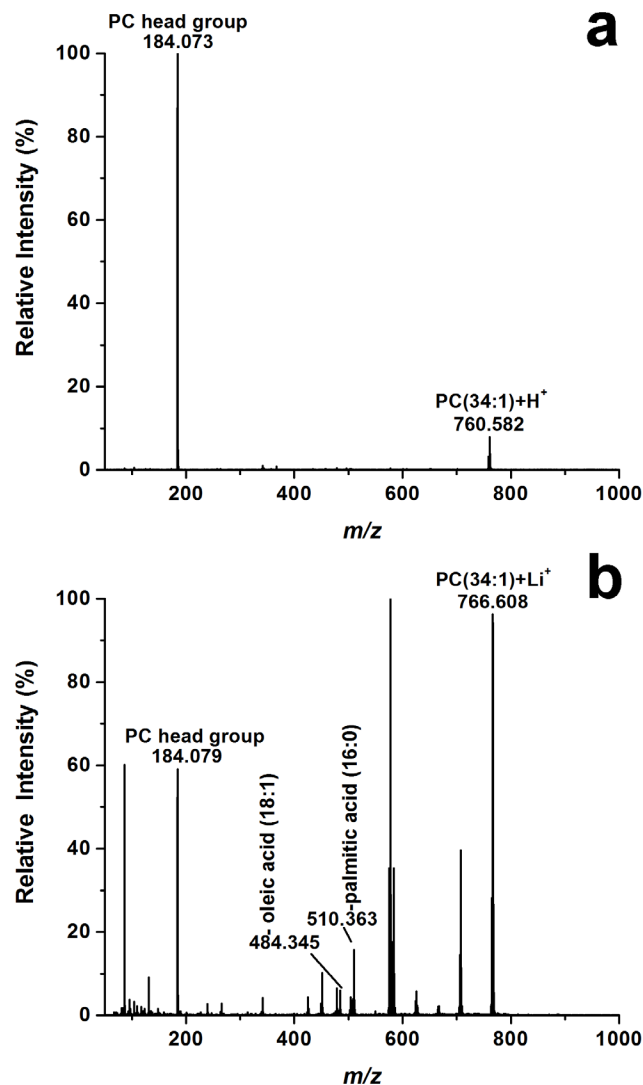 a
PC head group
184.073
Relative Intensity (%)
100
80
60
40
20
0
PC(34:1)+H+
760.582
200
400
600
800
1000
m/z
b
PC(34:1)+Li+
766.608
Relative Intensity (%)
100
80
60
40
20
0
PC head group
184.079
- oleic acid (18:1)
484.345
-palmitic acid (16:0)
510.363
200
400
600
800
1000
m/z